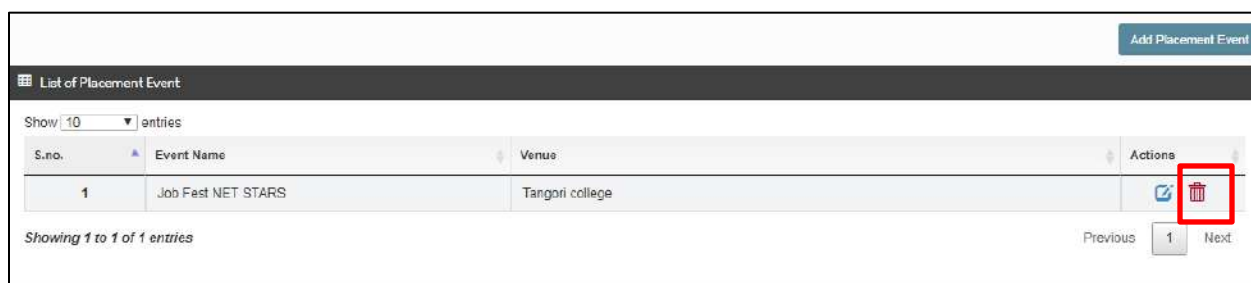 Add Placement Event
List of Placement Event
Show 10 entries
S.no. Event Name Venue Actions
1 Job Fest NET STARS Tangori college
Showing 1 to 1 of 1 entries Previous 1 Next